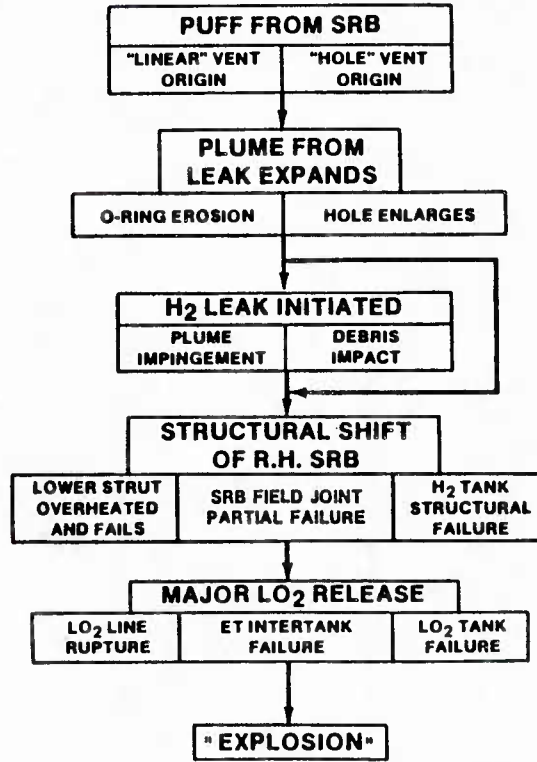 PUFF FROM SRB
"LINEAR" VENT ORIGIN
"HOLE" VENT ORIGIN
PLUME FROM
LEAK EXPANDS
O-RING EROSION
HOLE ENLARGES
H₂ LEAK INITIATED
PLUME IMPINGEMENT
DEBRIS IMPACT
STRUCTURAL SHIFT
OF R.H. SRB
LOWER STRUT
OVERHEATED
AND FAILS
SRB FIELD JOINT
PARTIAL FAILURE
H₂ TANK
STRUCTURAL
FAILURE
MAJOR LO₂ RELEASE
LO₂ LINE
RUPTURE
ET INTERTANK
FAILURE
LO₂ TANK
FAILURE
"EXPLOSION"